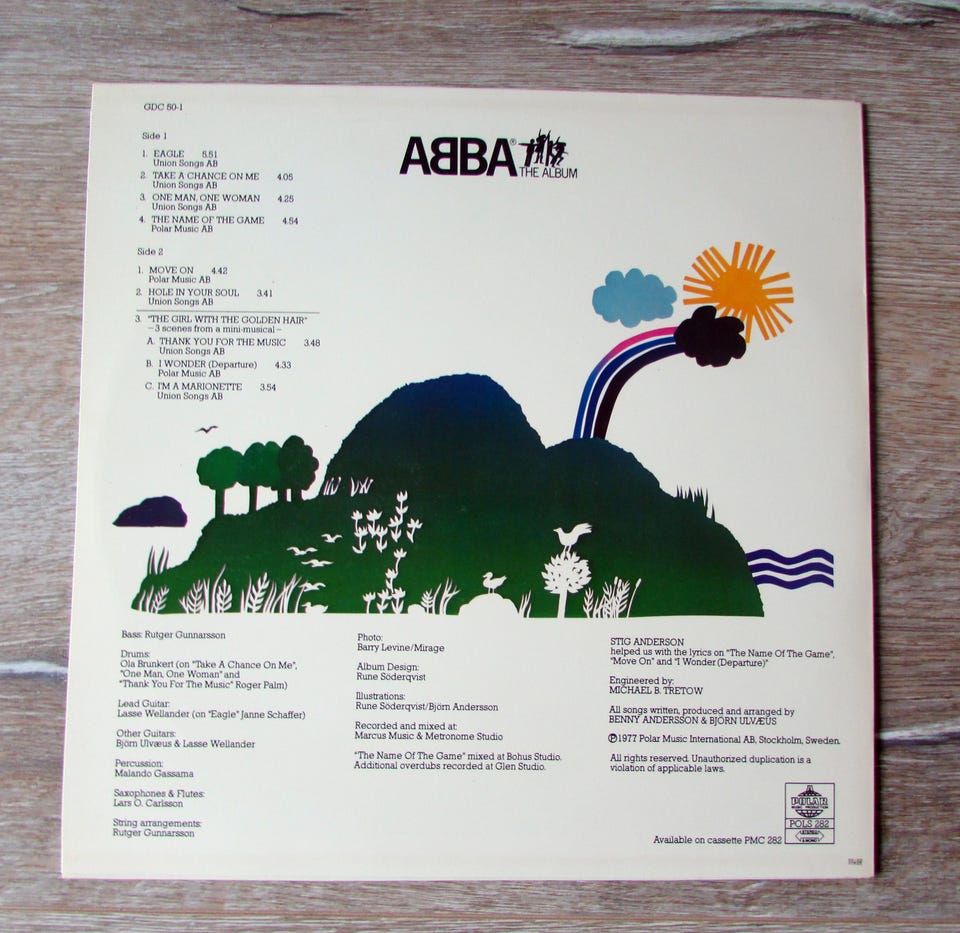 GDC 50-1
Side 1
1. EAGLE 5.51
Union Songs AB
2. TAKE A CHANCE ON ME 4.05
Union Songs AB
3. ONE MAN, ONE WOMAN 4.25
Union Songs AB
4. THE NAME OF THE GAME 4.54
Polar Music AB
Side 2
1. MOVE ON 4.42
Polar Music AB
2. HOLE IN YOUR SOUL 3.41
Union Songs AB
3. "THE GIRL WITH THE GOLDEN HAIR"
–3 scenes from a mini-musical–
A. THANK YOU FOR THE MUSIC 3.48
Union Songs AB
B. I WONDER (Departure) 4.33
Polar Music AB
C. I'M A MARIONETTE 3.54
Union Songs AB
ABBA®
THE ALBUM
Bass: Rutger Gunnarsson
Drums:
Ola Brunkert (on "Take A Chance On Me",
"One Man, One Woman" and
"Thank You For The Music" Roger Palm)
Lead Guitar:
Lasse Wellander (on "Eagle" Janne Schaffer)
Other Guitars:
Björn Ulvæus & Lasse Wellander
Percussion:
Malando Gassama
Saxophones & Flutes:
Lars O. Carlsson
String arrangements:
Rutger Gunnarsson
Photo:
Barry Levine/Mirage
Album Design:
Rune Söderqvist
Illustrations:
Rune Söderqvist/Björn Andersson
Recorded and mixed at:
Marcus Music & Metronome Studio
"The Name Of The Game" mixed at Bohus Studio.
Additional overdubs recorded at Glen Studio.
STIG ANDERSON
helped us with the lyrics on "The Name Of The Game",
"Move On" and "I Wonder (Departure)"
Engineered by:
MICHAEL B. TRETOW
All songs written, produced and arranged by
BENNY ANDERSSON & BJÖRN ULVÆUS
Ⓟ1977 Polar Music International AB, Stockholm, Sweden.
All rights reserved. Unauthorized duplication is a
violation of applicable laws.
POLAR
MUSIC PRODUCTION
POLS 282
STEREO
& MONO
Available on cassette PMC 282